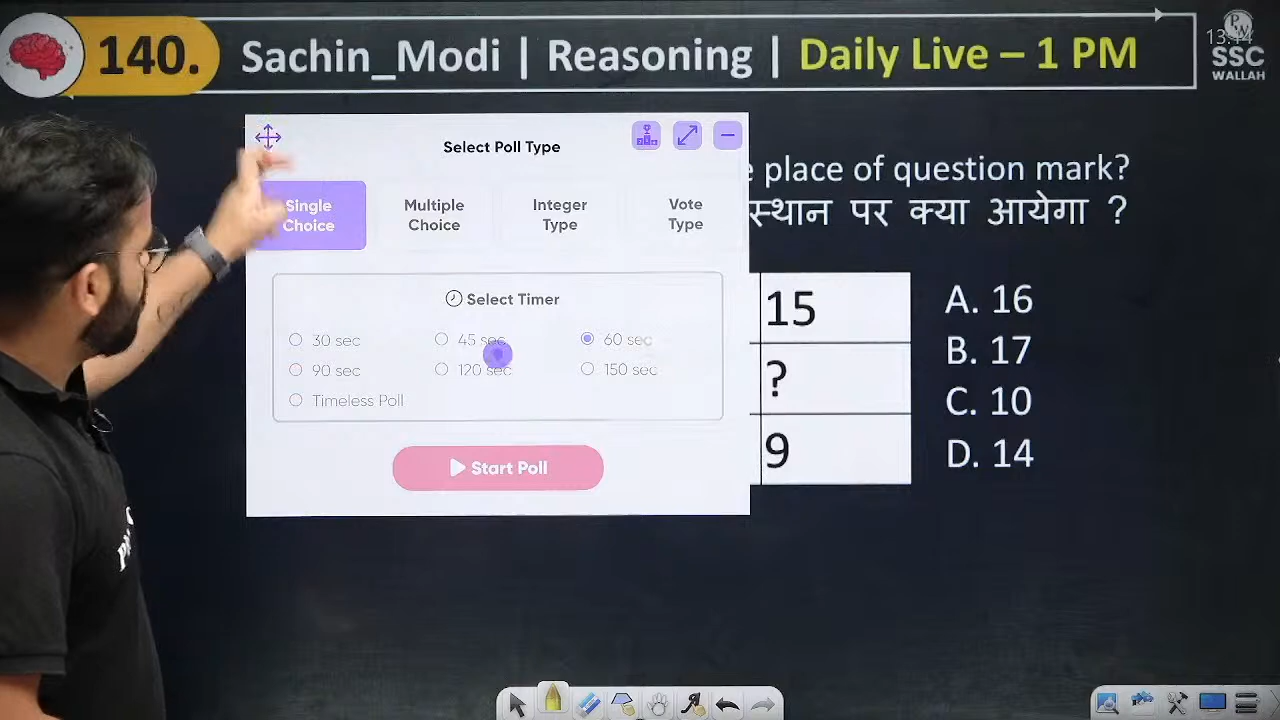 140. Sachin_Modi | Reasoning | Daily Live – 1 PM
SSC
WALLAH
Select Poll Type
Single Choice
Multiple Choice
Integer Type
Vote Type
place of question mark?
स्थान पर क्या आयेगा ?
Select Timer
30 sec
45 sec
60 sec
90 sec
120 sec
150 sec
Timeless Poll
Start Poll
15
?
9
A. 16
B. 17
C. 10
D. 14